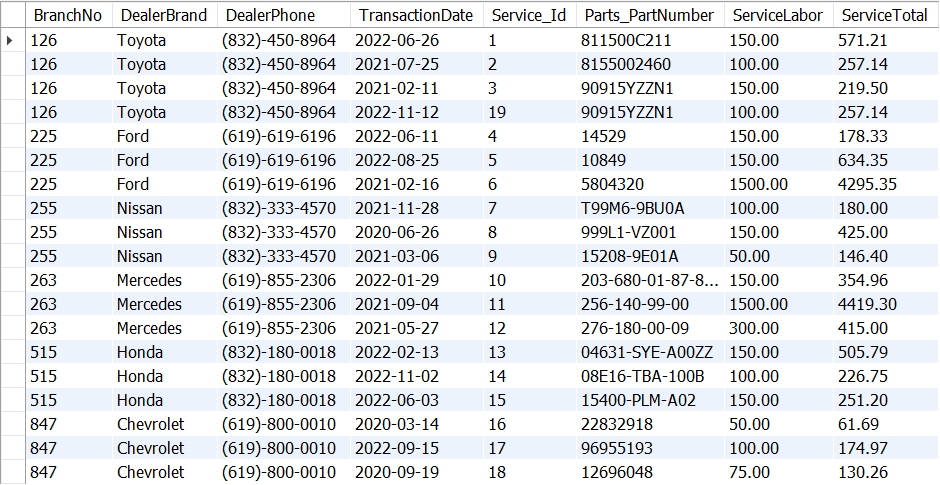 BranchNo DealerBrand DealerPhone TransactionDate Service_Id Parts_PartNumber ServiceLabor ServiceTotal
126 Toyota (832)-450-8964 2022-06-26 1 811500C211 150.00 571.21
126 Toyota (832)-450-8964 2021-07-25 2 8155002460 100.00 257.14
126 Toyota (832)-450-8964 2021-02-11 3 90915YZZN1 150.00 219.50
126 Toyota (832)-450-8964 2022-11-12 19 90915YZZN1 100.00 257.14
225 Ford (619)-619-6196 2022-06-11 4 14529 150.00 178.33
225 Ford (619)-619-6196 2022-08-25 5 10849 150.00 634.35
225 Ford (619)-619-6196 2021-02-16 6 5804320 1500.00 4295.35
255 Nissan (832)-333-4570 2021-11-28 7 T99M6-9BU0A 100.00 180.00
255 Nissan (832)-333-4570 2020-06-26 8 999L1-VZ001 150.00 425.00
255 Nissan (832)-333-4570 2021-03-06 9 15208-9E01A 50.00 146.40
263 Mercedes (619)-855-2306 2022-01-29 10 203-680-01-87-8... 150.00 354.96
263 Mercedes (619)-855-2306 2021-09-04 11 256-140-99-00 1500.00 4419.30
263 Mercedes (619)-855-2306 2021-05-27 12 276-180-00-09 300.00 415.00
515 Honda (832)-180-0018 2022-02-13 13 04631-SYE-A00ZZ 150.00 505.79
515 Honda (832)-180-0018 2022-11-02 14 08E16-TBA-100B 100.00 226.75
515 Honda (832)-180-0018 2022-06-03 15 15400-PLM-A02 150.00 251.20
847 Chevrolet (619)-800-0010 2020-03-14 16 22832918 50.00 61.69
847 Chevrolet (619)-800-0010 2022-09-15 17 96955193 100.00 174.97
847 Chevrolet (619)-800-0010 2020-09-19 18 12696048 75.00 130.26